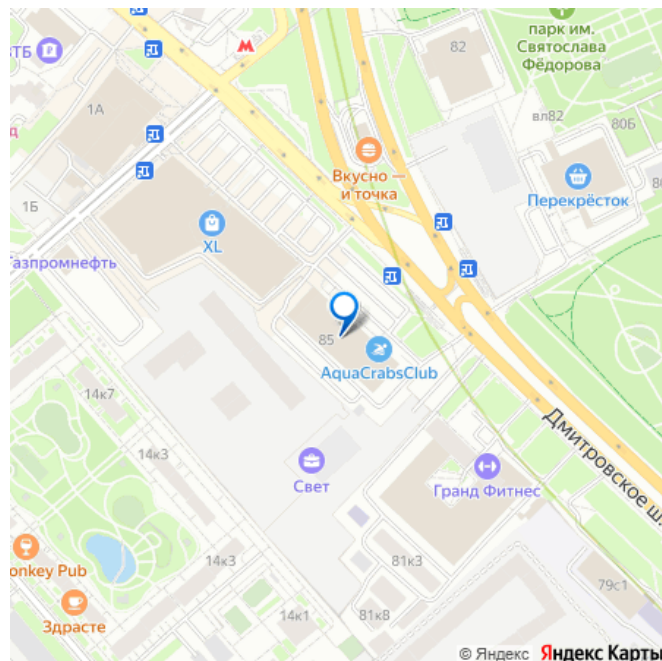 82
парк им.
Святослава
Фёдорова
ВТБ
1А
вл82
80Б
Вкусно —
и точка
Перекрёсток
1Б
XL
Газпромнефть
85
AquaCrabsClub
14к7
Дмитровское ш
14к3
Свет
Гранд Фитнес
onkey Pub
14к3
81к3
79с1
Здрасте
14к1
81к8
© Яндекс Яндекс Карты